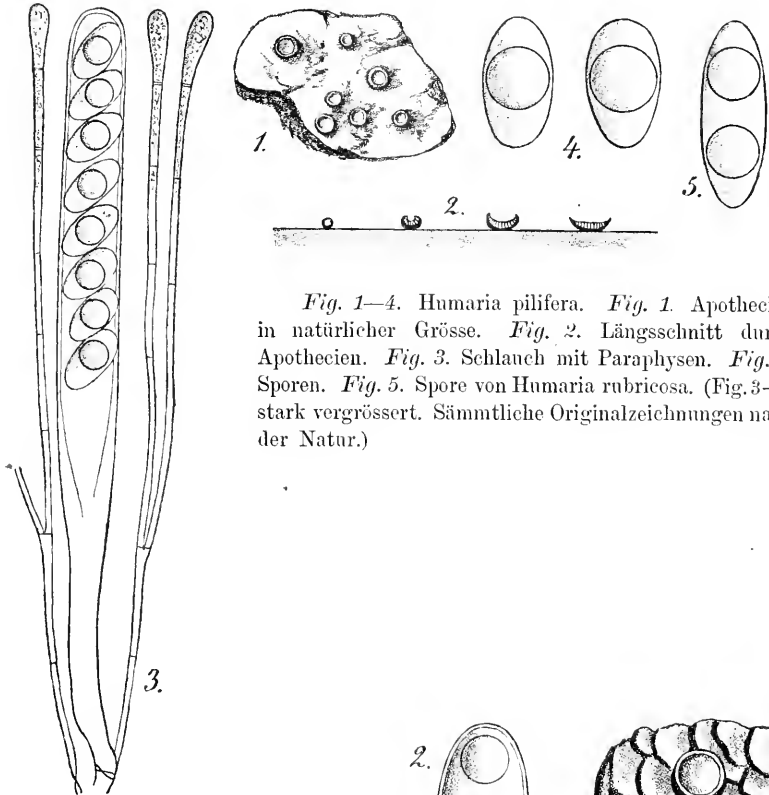 1.
4.
5.
2.
Fig. 1—4. Humaria pilifera. Fig. 1. Apotheci
in natürlicher Grösse. Fig. 2. Längsschnitt dur
Apothecien. Fig. 3. Schlauch mit Paraphysen. Fig.
Sporen. Fig. 5. Spore von Humaria rubricosa. (Fig. 3-
stark vergrössert. Sämmtliche Originalzeichnungen na
der Natur.)
3.
2.